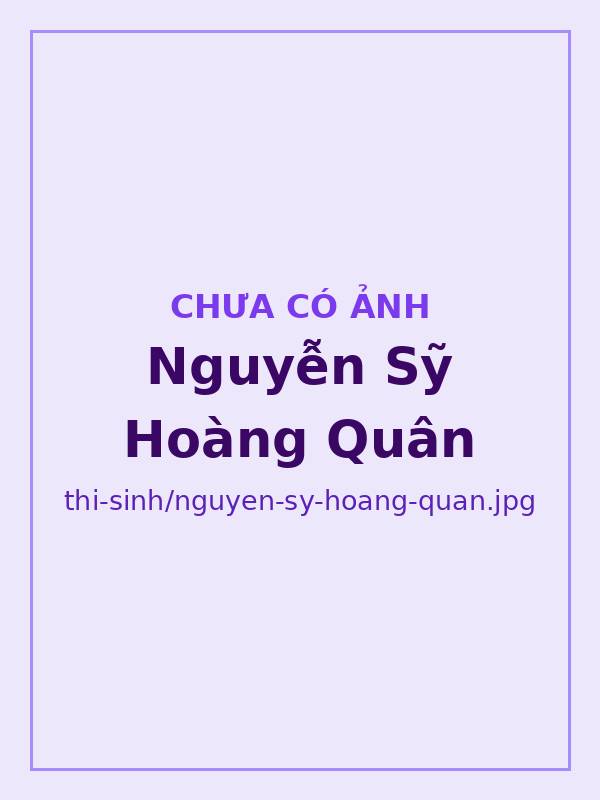 CHƯA CÓ ẢNH
Nguyễn Sỹ
Hoàng Quân
thi-sinh/nguyen-sy-hoang-quan.jpg